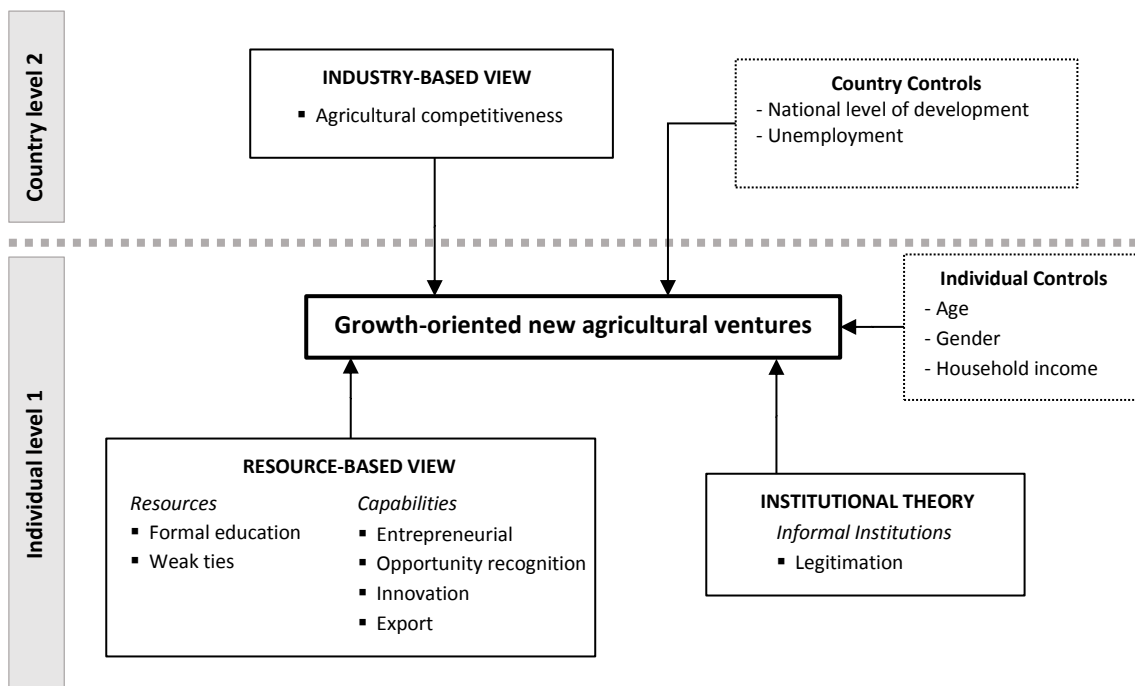 Country level 2
INDUSTRY-BASED VIEW
▪ Agricultural competitiveness
Country Controls
- National level of development
- Unemployment
Individual level 1
Growth-oriented new agricultural ventures
Individual Controls
- Age
- Gender
- Household income
RESOURCE-BASED VIEW
Resources
▪ Formal education
▪ Weak ties
Capabilities
▪ Entrepreneurial
▪ Opportunity recognition
▪ Innovation
▪ Export
INSTITUTIONAL THEORY
Informal Institutions
▪ Legitimation